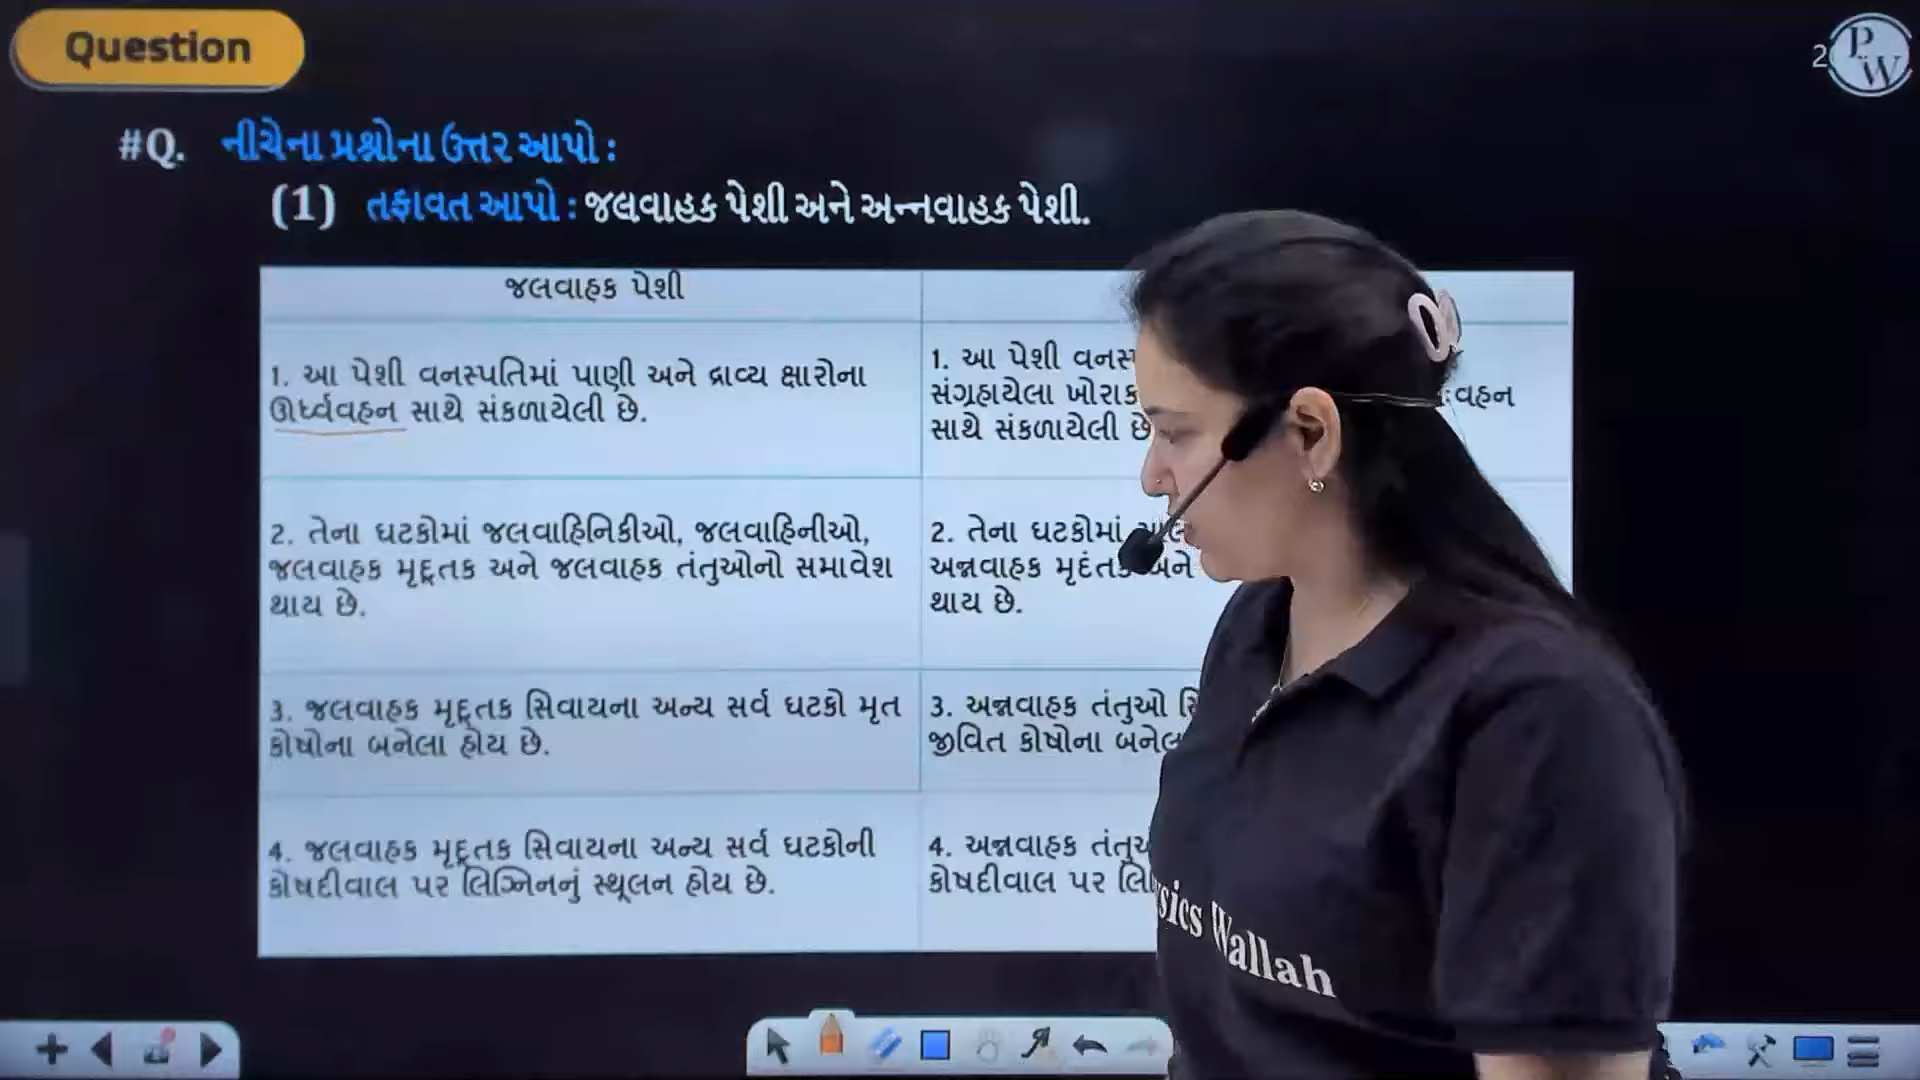 Question
2
PW
#Q. નીચેના પ્રશ્નોના ઉત્તર આપો :
(1) તફાવત આપો : જલવાહક પેશી અને અન્નવાહક પેશી.
જલવાહક પેશી
1. આ પેશી વનસ્પતિમાં પાણી અને દ્રાવ્ય ક્ષારોના
ઊર્ધ્વવહન સાથે સંકળાયેલી છે.
1. આ પેશી
સંગ્રહાયેલા
સાથે સંકળાયેલી છે
2. તેના ઘટકોમાં જલવાહિનિકીઓ, જલવાહિનીઓ,
જલવાહક મૃદૂતક અને જલવાહક તંતુઓનો સમાવેશ
થાય છે.
2. તેના ઘટકોમાં
અન્નવાહક અને
થાય છે.
3. જલવાહક મૃદૂતક સિવાયના અન્ય સર્વ ઘટકો મૃત
કોષોના બનેલા હોય છે.
3. અન્નવાહક તંતુઓ
જીવિત કોષોના
4. જલવાહક મૃદૂતક સિવાયના અન્ય સર્વ ઘટકોની
કોષદીવાલ પર લિગ્નિનનું સ્થૂલન હોય છે.
4. અન્નવાહક
કોષદીવાલ પર
Wallah